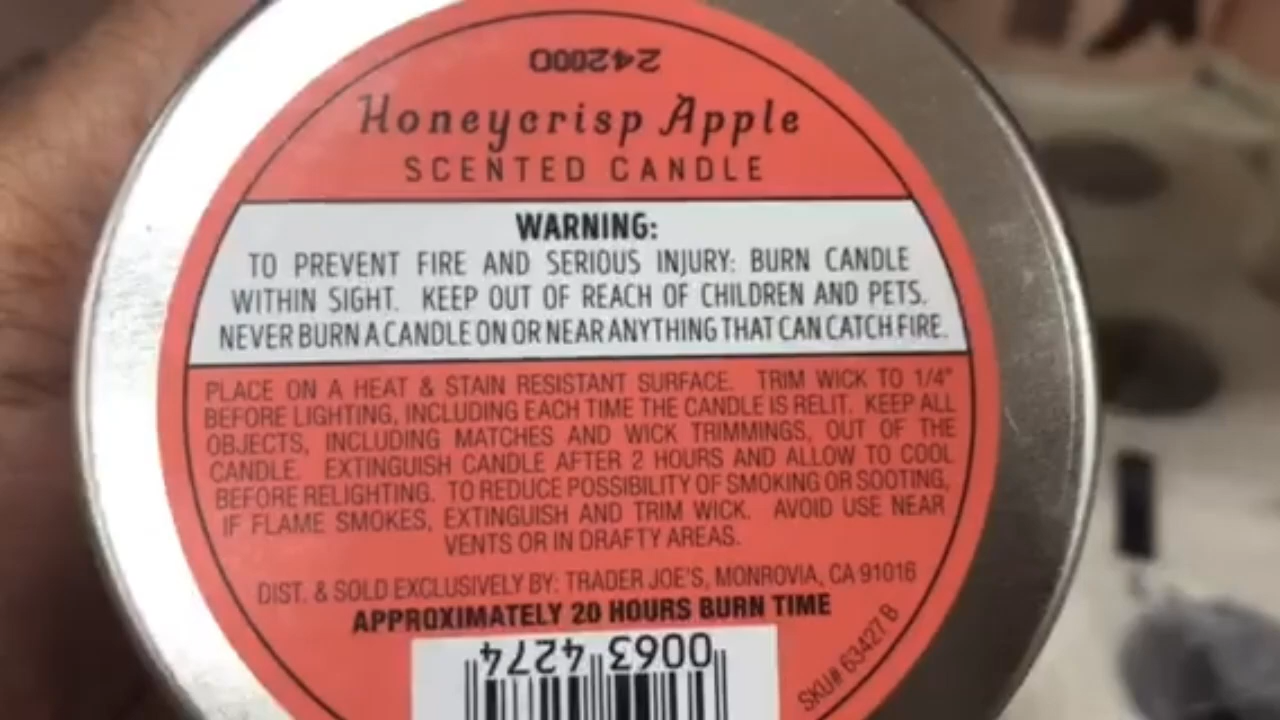 242000
Honeycrisp Apple
SCENTED CANDLE
WARNING:
TO PREVENT FIRE AND SERIOUS INJURY: BURN CANDLE
WITHIN SIGHT. KEEP OUT OF REACH OF CHILDREN AND PETS.
NEVER BURN A CANDLE ON OR NEAR ANYTHING THAT CAN CATCH FIRE.
PLACE ON A HEAT & STAIN RESISTANT SURFACE. TRIM WICK TO 1/4"
BEFORE LIGHTING, INCLUDING EACH TIME THE CANDLE IS RELIT. KEEP ALL
OBJECTS, INCLUDING MATCHES AND WICK TRIMMINGS, OUT OF THE
CANDLE. EXTINGUISH CANDLE AFTER 2 HOURS AND ALLOW TO COOL
BEFORE RELIGHTING. TO REDUCE POSSIBILITY OF SMOKING OR SOOTING,
IF FLAME SMOKES, EXTINGUISH AND TRIM WICK. AVOID USE NEAR
VENTS OR IN DRAFTY AREAS.
DIST. & SOLD EXCLUSIVELY BY: TRADER JOE'S, MONROVIA, CA 91016
APPROXIMATELY 20 HOURS BURN TIME
0063 4274
SKU# 63427 B